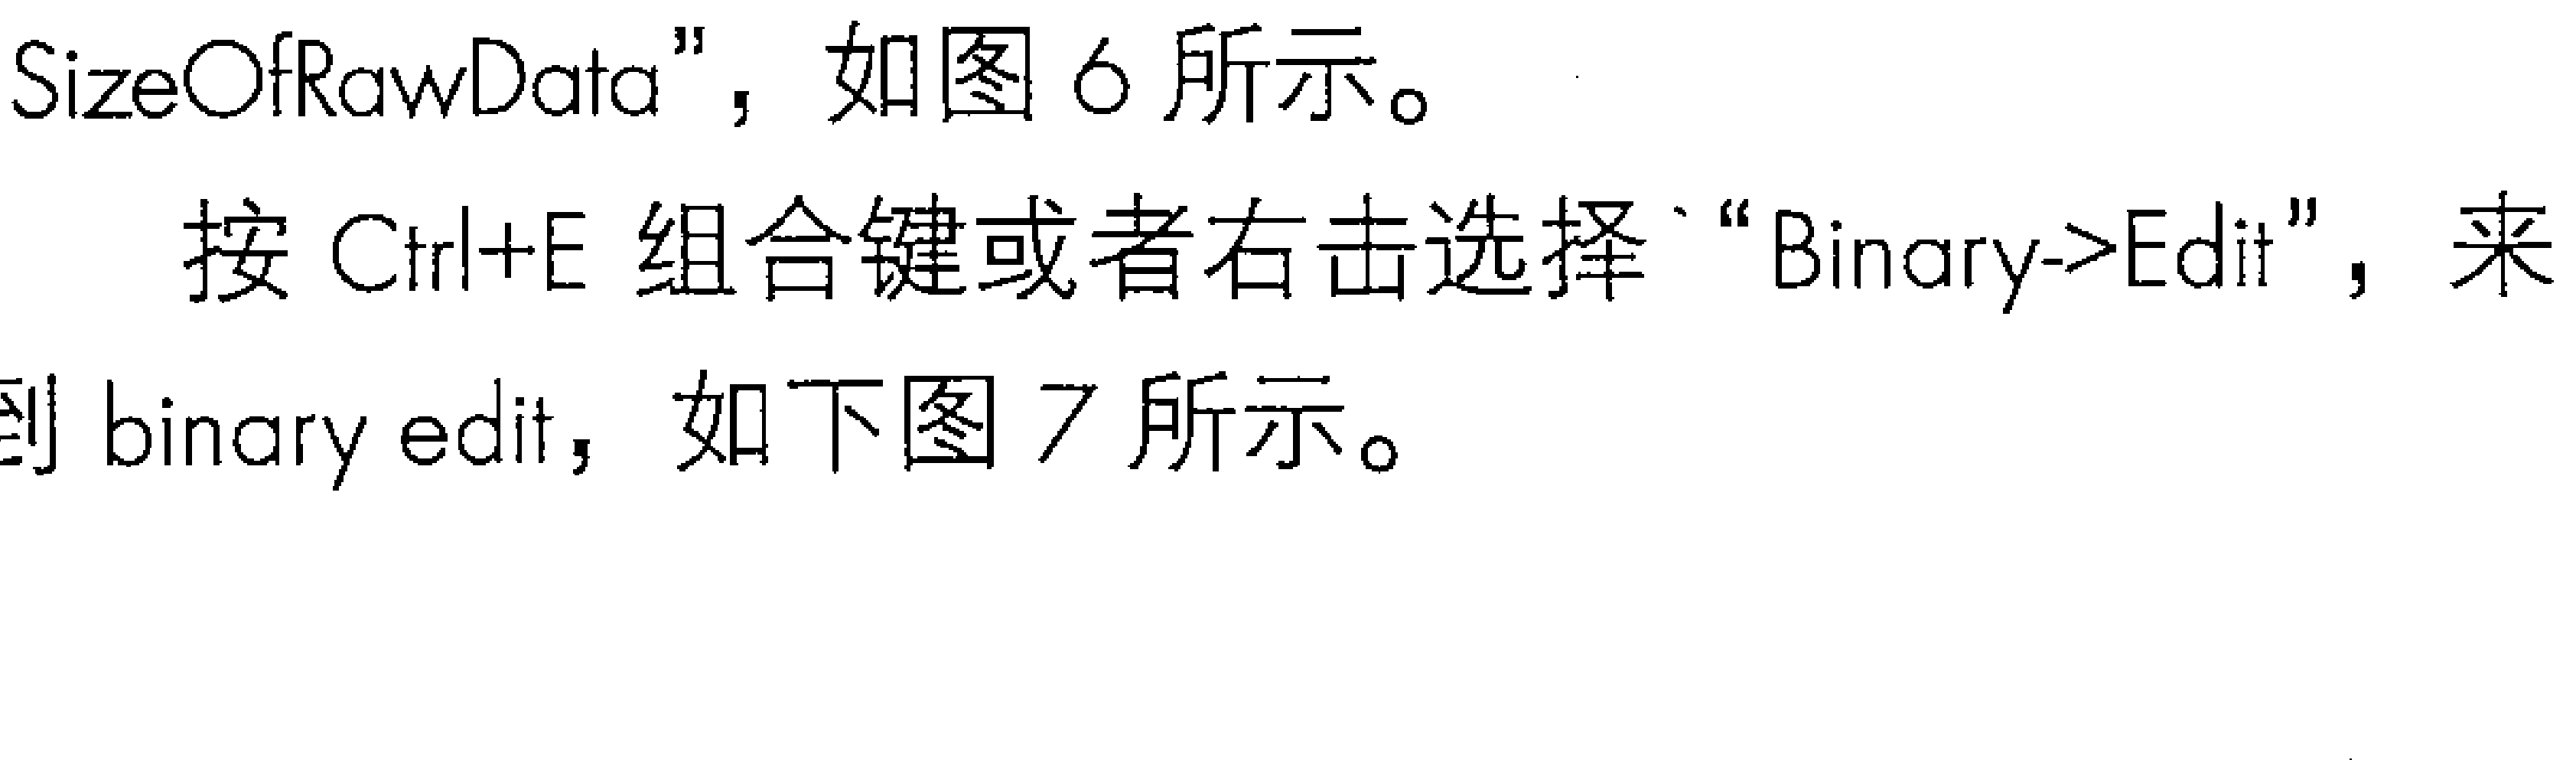 SizeOfRawData”，如图 6 所示。
按 Ctrl+E 组合键或者右击选择“Binary->Edit”，来
到 binary edit，如下图 7 所示。